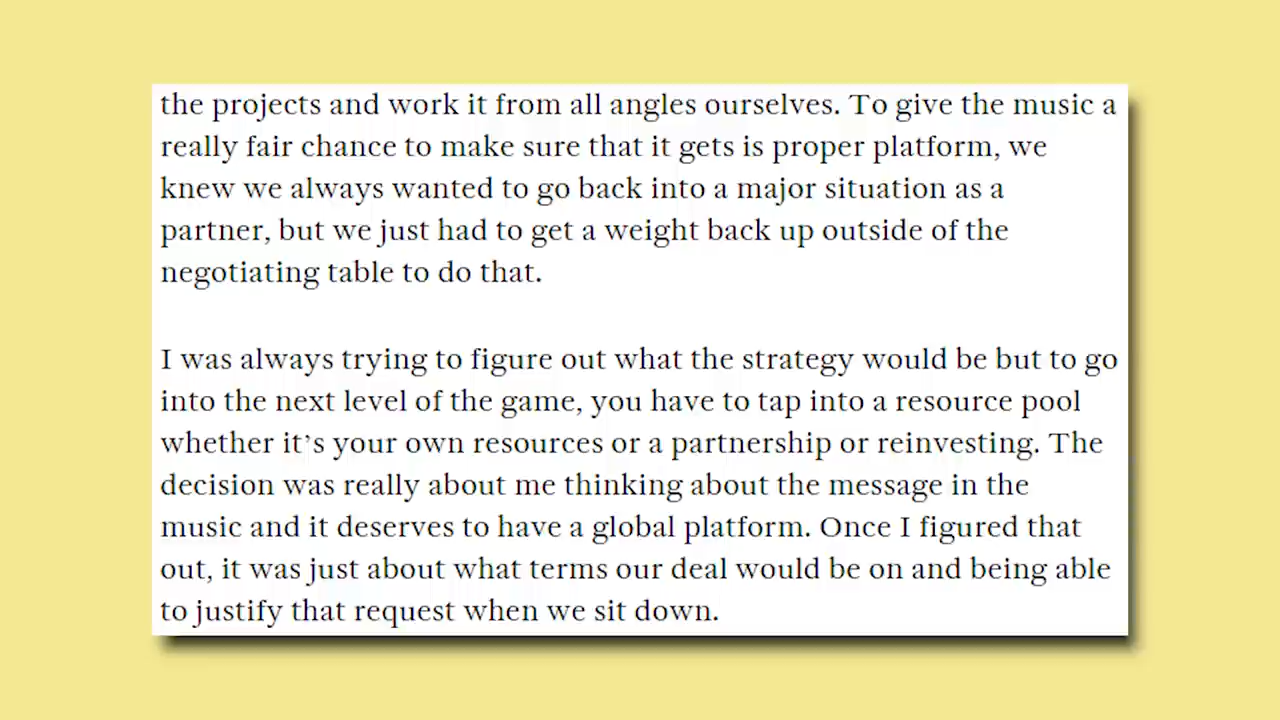 the projects and work it from all angles ourselves. To give the music a
really fair chance to make sure that it gets is proper platform, we
knew we always wanted to go back into a major situation as a
partner, but we just had to get a weight back up outside of the
negotiating table to do that.
I was always trying to figure out what the strategy would be but to go
into the next level of the game, you have to tap into a resource pool
whether it’s your own resources or a partnership or reinvesting. The
decision was really about me thinking about the message in the
music and it deserves to have a global platform. Once I figured that
out, it was just about what terms our deal would be on and being able
to justify that request when we sit down.